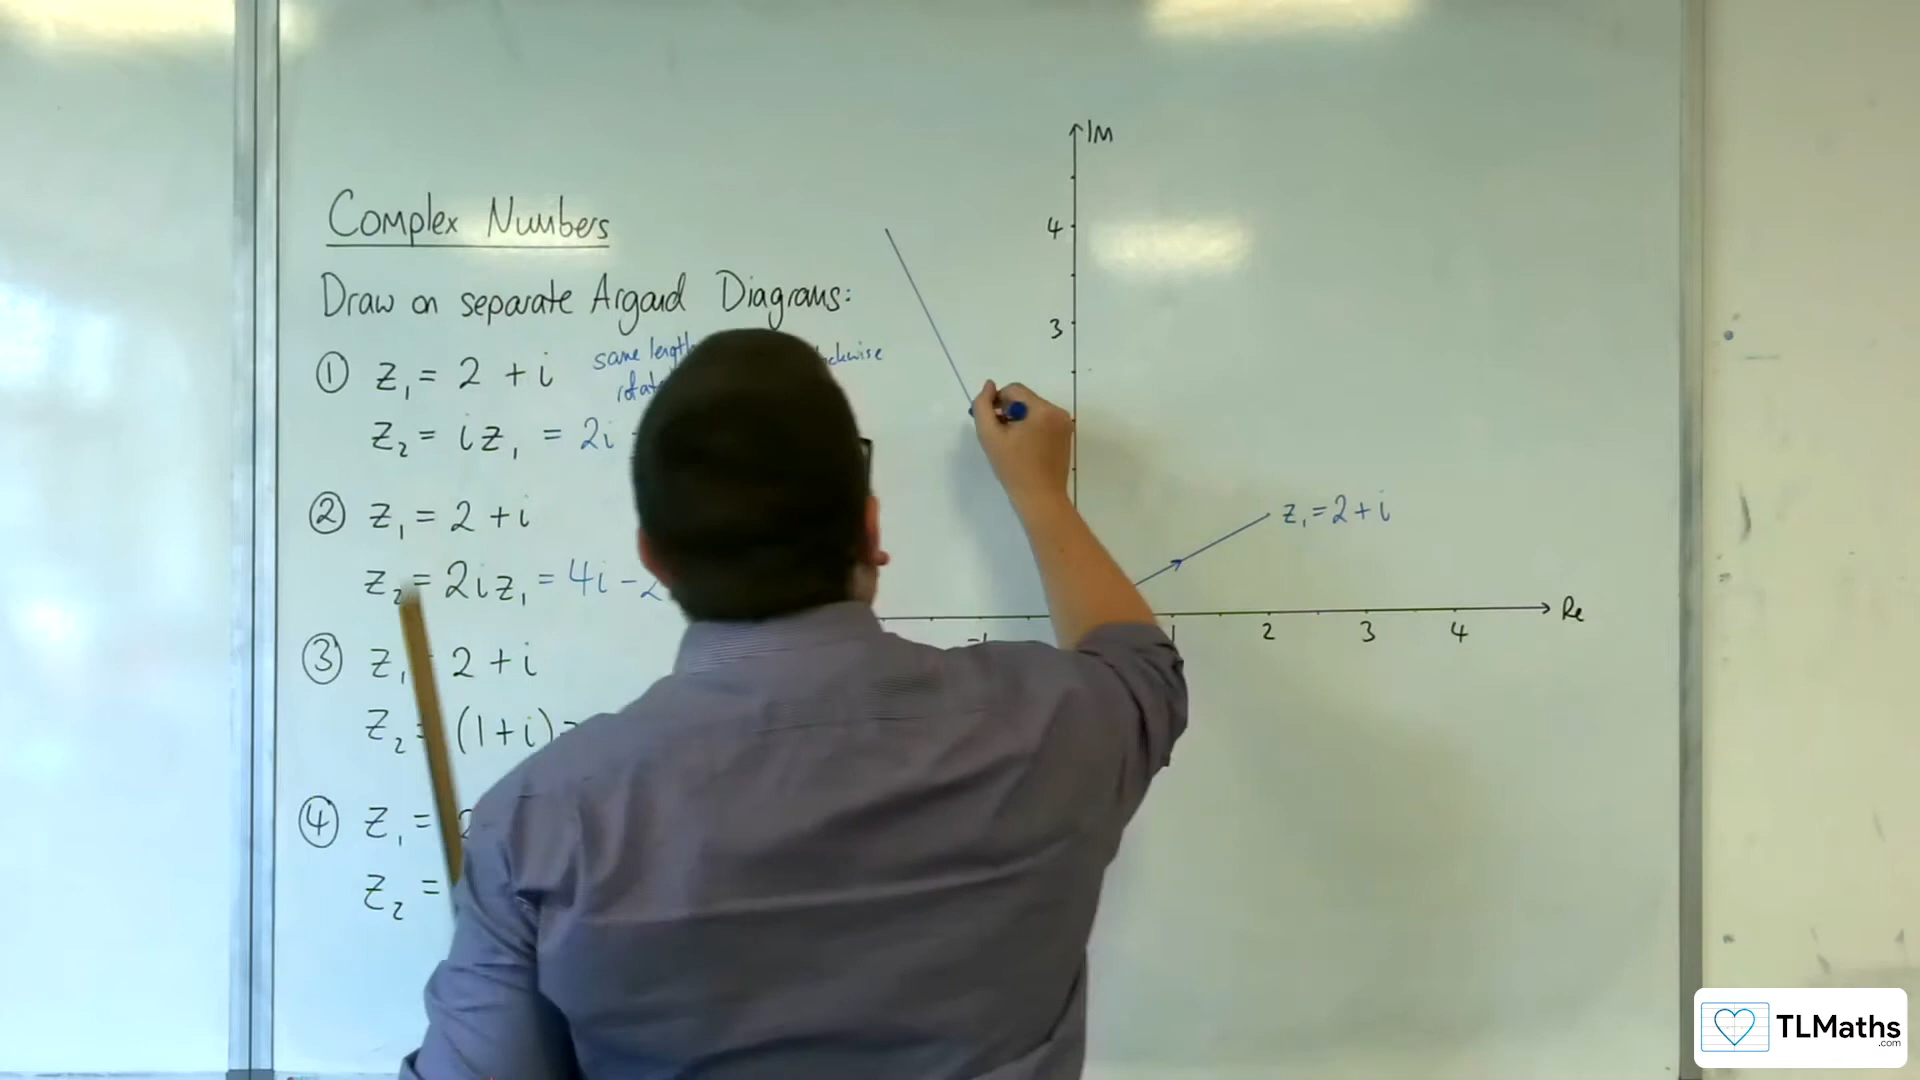 Complex Numbers
Draw on separate Argand Diagrams:
① z₁ = 2 + i
same length
z₂ = iz₁ = 2i
② z₁ = 2 + i
z₂ = 2iz₁ = 4i - 2
③ z₁ 2 + i
z₂ = (1+i)
④ z₁ = 2
z₂ =
Im
4
3
z₁ = 2 + i
-1 1 2 3 4 Re
TLMaths
.com